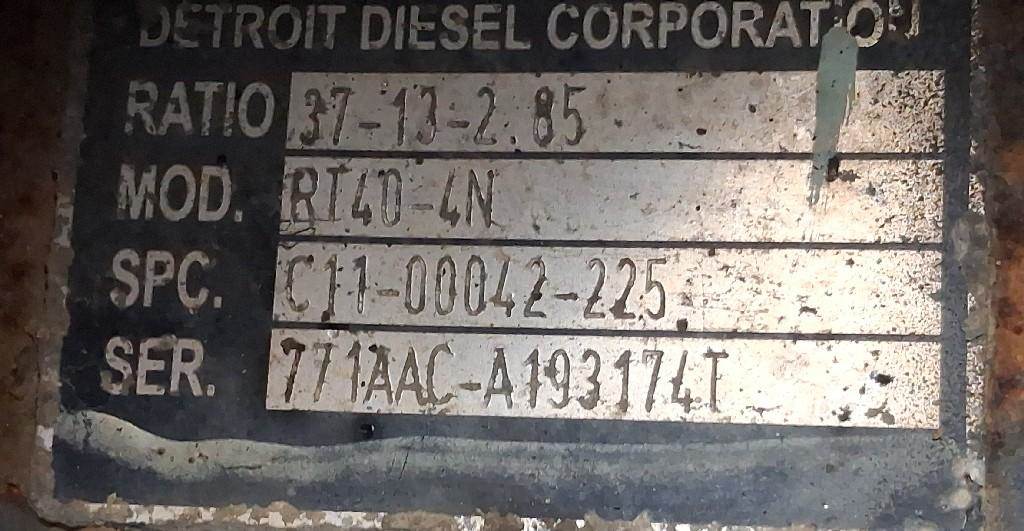 DETROIT DIESEL CORPORATION
RATIO 37-13-2.85
MOD. RT40-4N
SPC. C11-00042-225
SER. 771AAC-A193174T